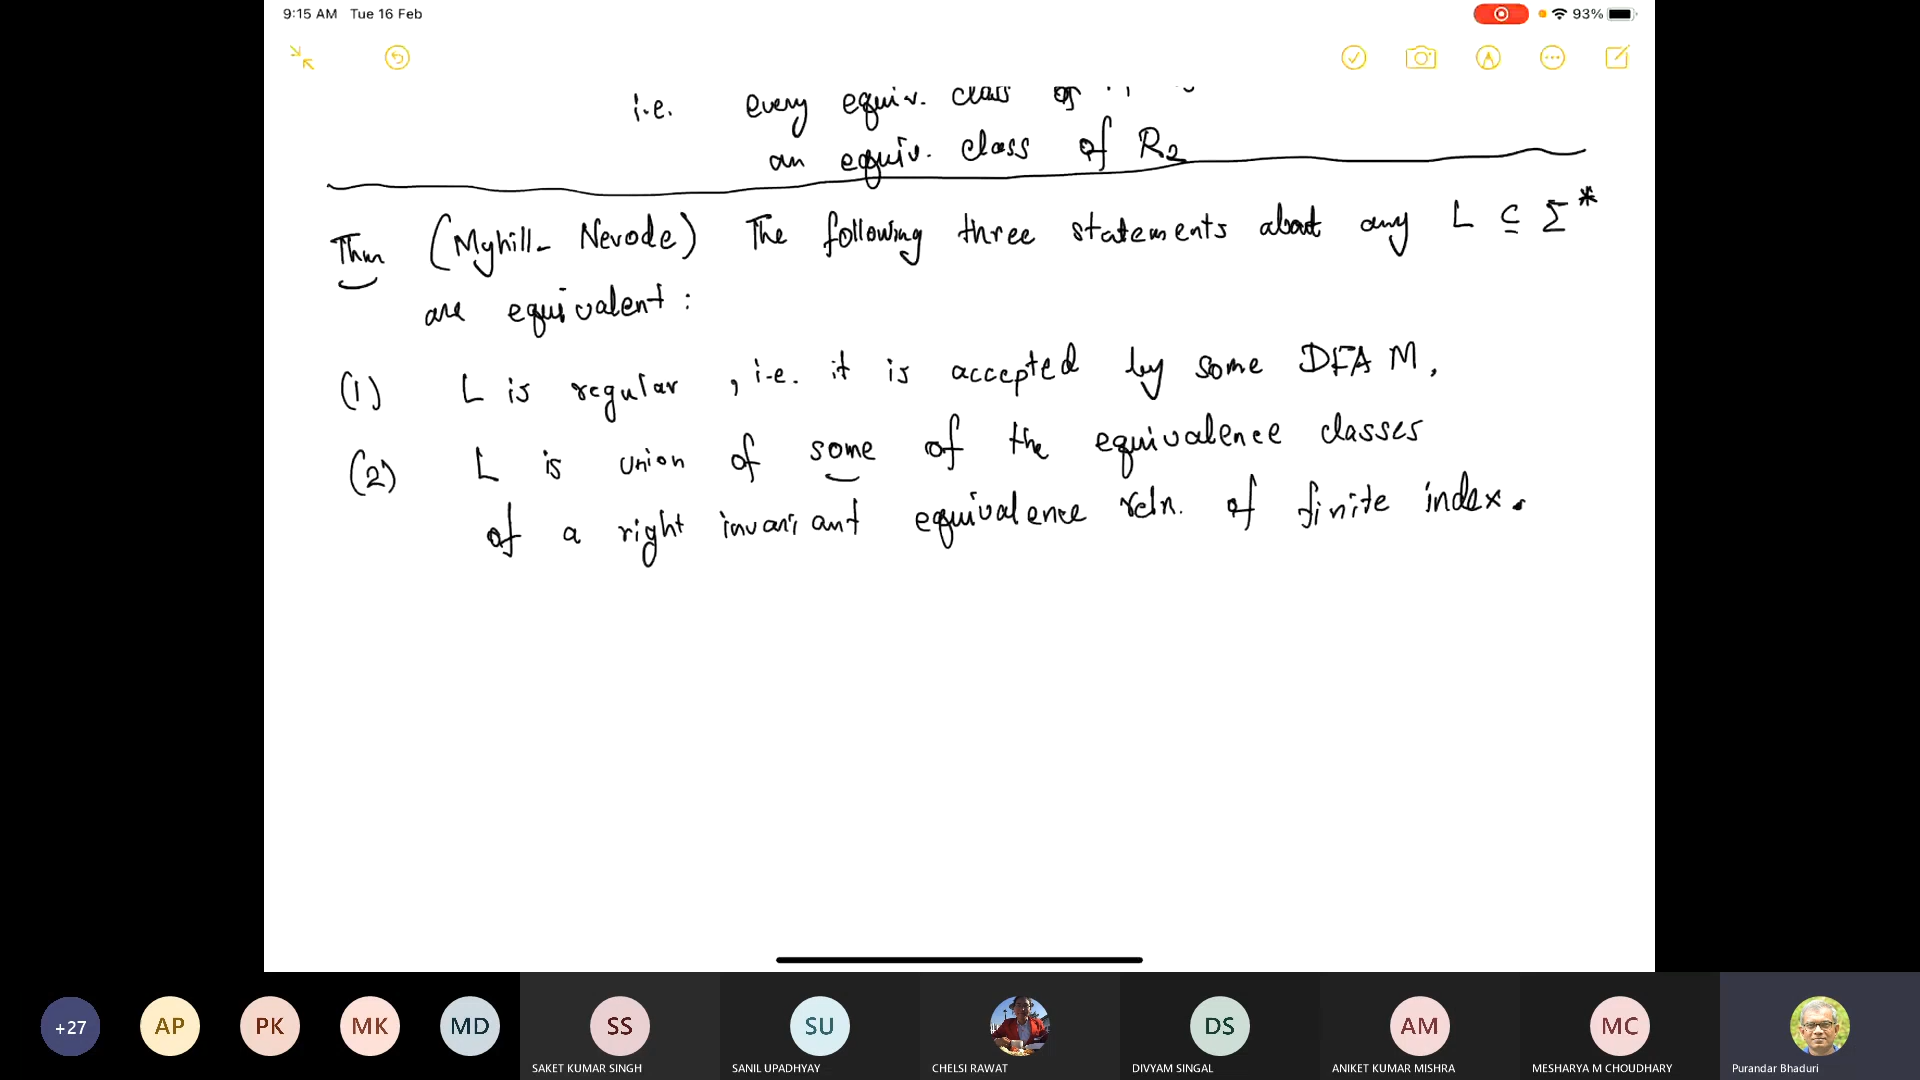 9:15 AM Tue 16 Feb
93%
i.e. every equiv. class of
an equiv. class of R2
Thm (Myhill- Nerode) The following three statements about any L ⊆ Σ*
are equivalent :
(1) L is regular , i.e. it is accepted by some DFA M.
(2) L is union of some of the equivalence classes
of a right invariant equivalence reln. of finite index.
+27
AP
PK
MK
MD
SS
SU
DS
AM
MC
SAKET KUMAR SINGH
SANIL UPADHYAY
CHELSI RAWAT
DIVYAM SINGAL
ANIKET KUMAR MISHRA
MESHARYA M CHOUDHARY
Purandar Bhaduri